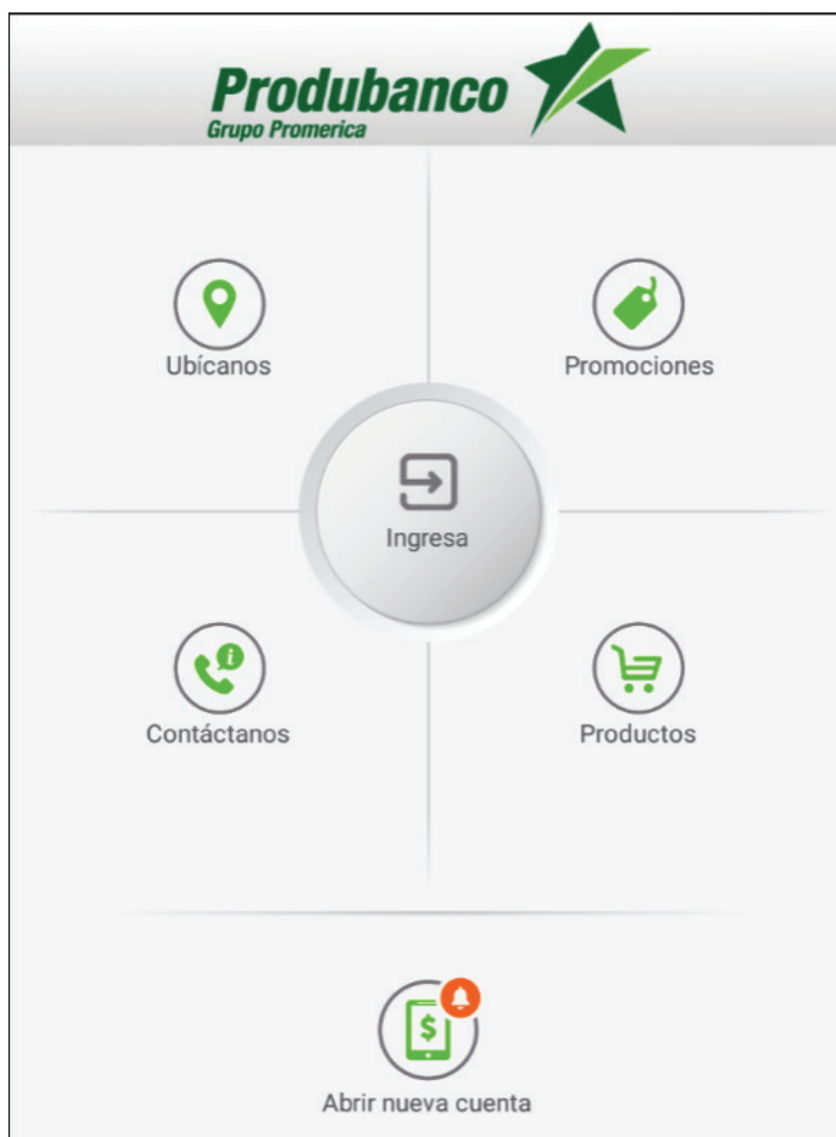 Produbanco
Grupo Promerica
Ubícanos
Promociones
Ingresa
Contáctanos
Productos
$
Abrir nueva cuenta